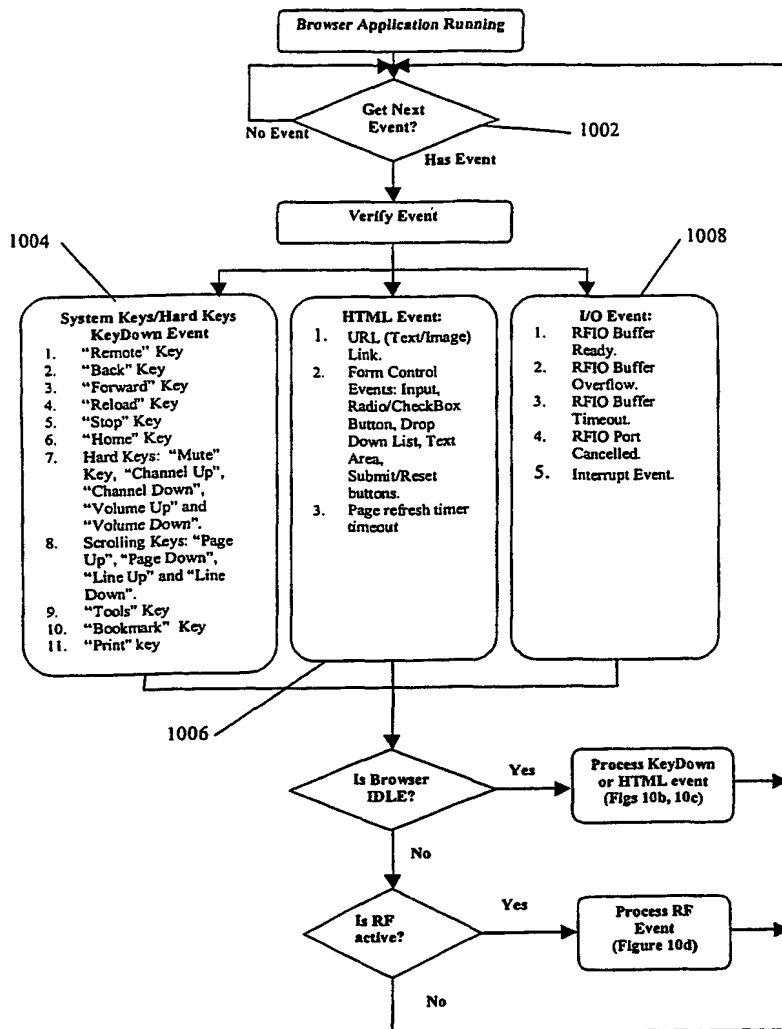 Browser Application Running
Get Next
Event?
No Event
1002
Has Event
Verify Event
1004
1008
System Keys/Hard Keys
KeyDown Event
1. "Remote" Key
2. "Back" Key
3. "Forward" Key
4. "Reload" Key
5. "Stop" Key
6. "Home" Key
7. Hard Keys: "Mute"
Key, "Channel Up",
"Channel Down",
"Volume Up" and
"Volume Down".
8. Scrolling Keys: "Page
Up", "Page Down",
"Line Up" and "Line
Down".
9. "Tools" Key
10. "Bookmark" Key
11. "Print" key
HTML Event:
1. URL (Text/Image)
Link.
2. Form Control
Events: Input,
Radio/CheckBox
Button, Drop
Down List, Text
Area,
Submit/Reset
buttons.
3. Page refresh timer
timeout
I/O Event:
1. RFIO Buffer
Ready.
2. RFIO Buffer
Overflow.
3. RFIO Buffer
Timeout.
4. RFIO Port
Cancelled.
5. Interrupt Event.
1006
Is Browser
IDLE?
Yes
Process KeyDown
or HTML event
(Figs 10b, 10c)
No
Is RF
active?
Yes
Process RF
Event
(Figure 10d)
No